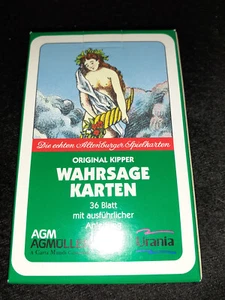 Die echten Altenburger Spielkarten
ORIGINAL KIPPER
WAHRSAGE
KARTEN
36 Blatt
mit ausführlicher
AGM
AGMÜLLER
Urania